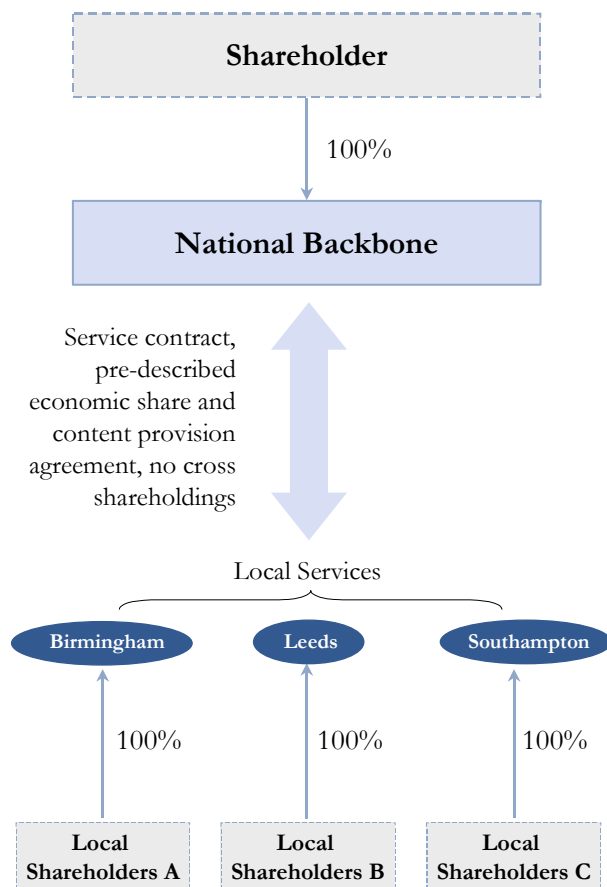 Shareholder
100%
National Backbone
Service contract,
pre-described
economic share and
content provision
agreement, no cross
shareholdings
Local Services
Birmingham
Leeds
Southampton
100%
100%
100%
Local
Shareholders A
Local
Shareholders B
Local
Shareholders C